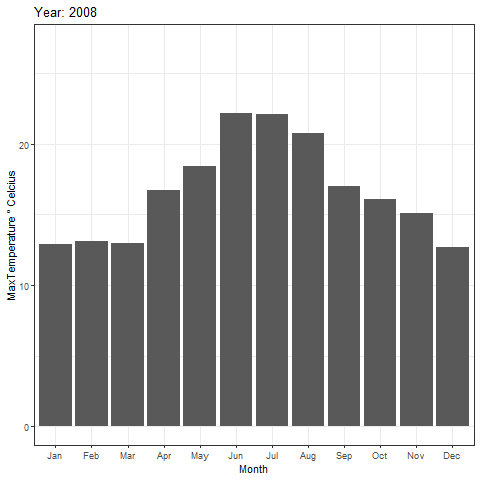 Year: 2008
MaxTemperature ° Celcius
20
10
0
Jan Feb Mar Apr May Jun Jul Aug Sep Oct Nov Dec
Month